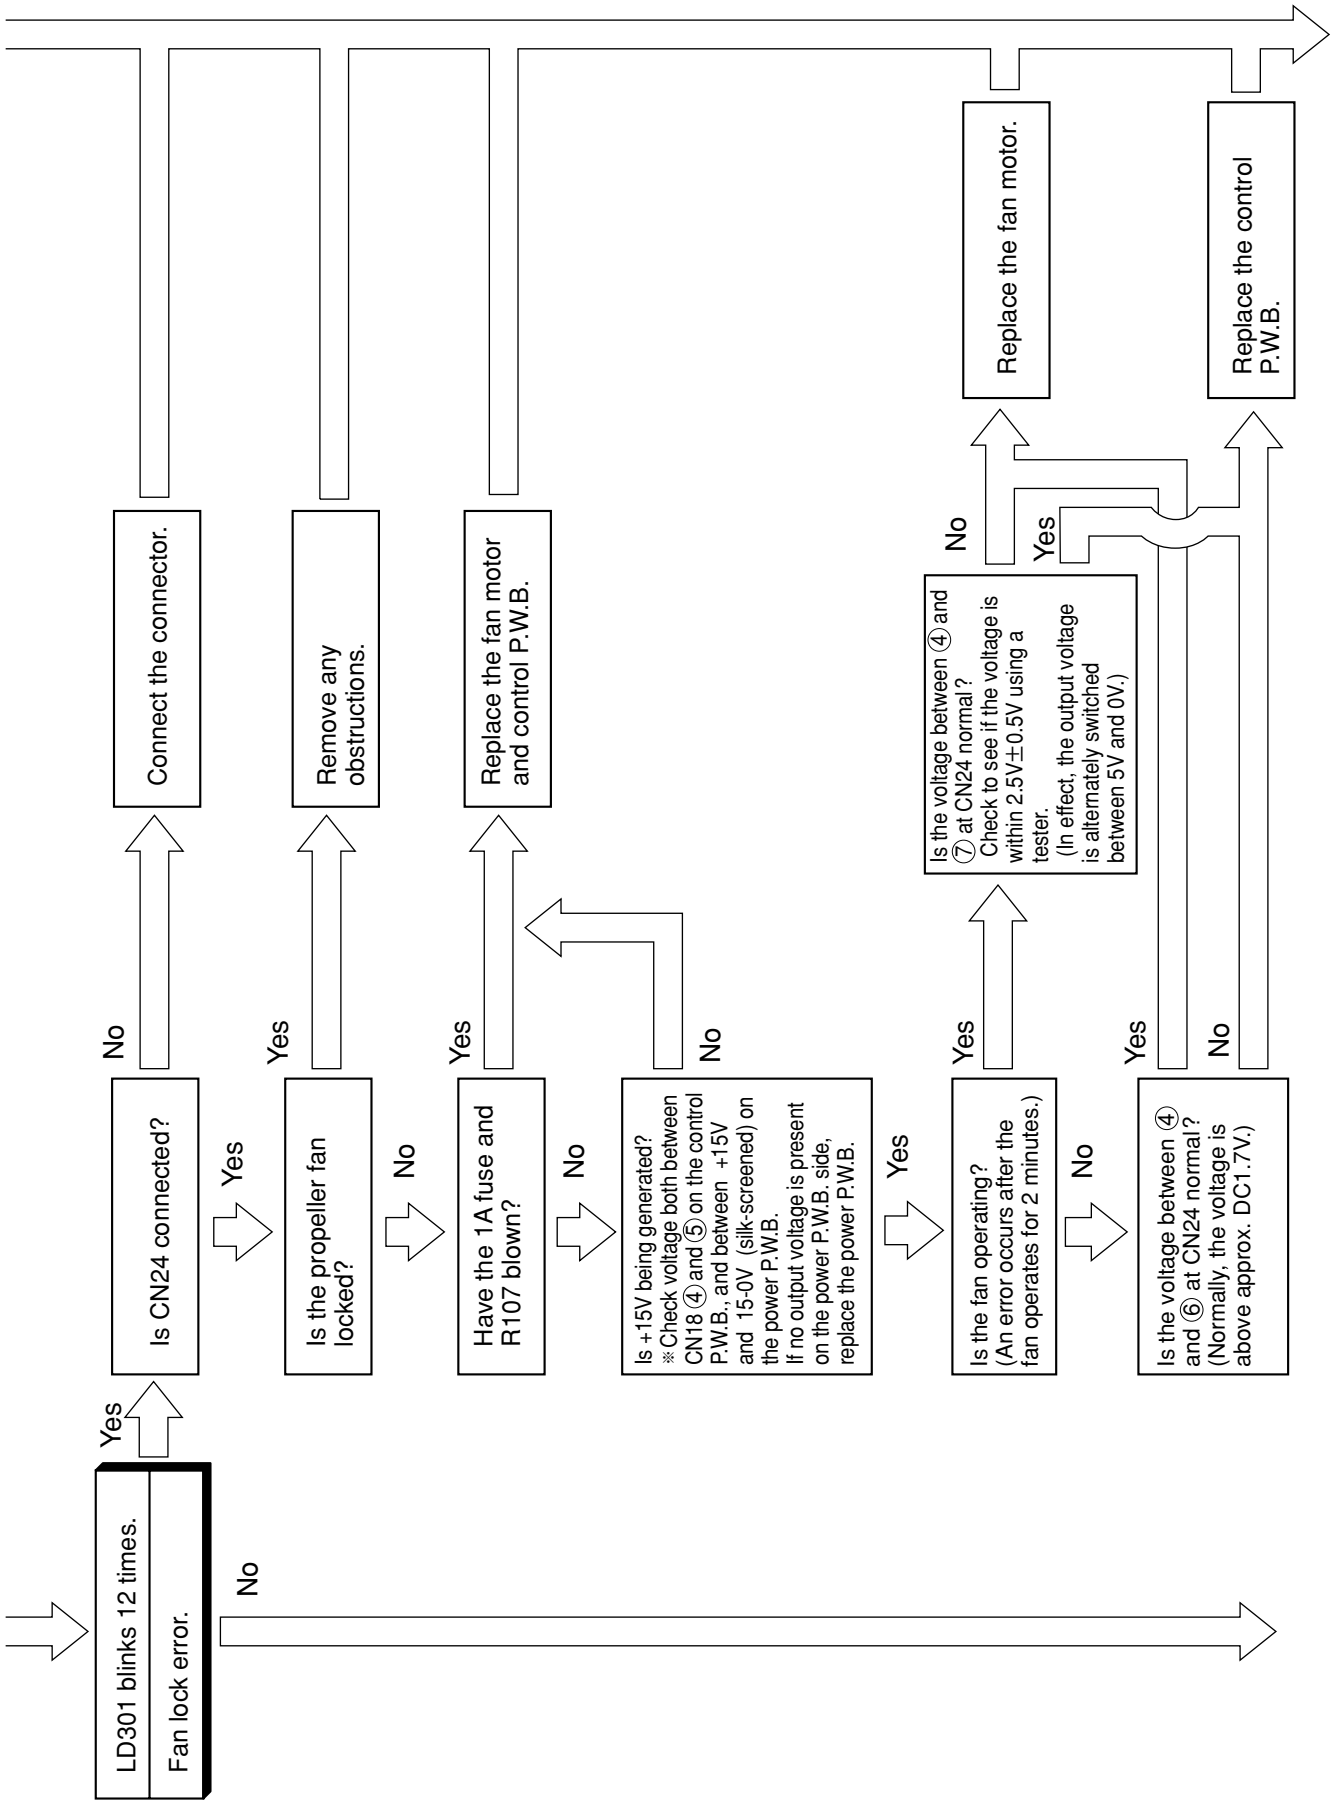 LD301 blinks 12 times.
Fan lock error.
Yes
No
Is CN24 connected?
No
Connect the connector.
Yes
Is the propeller fan
locked?
Yes
Remove any
obstructions.
No
Have the 1A fuse and
R107 blown?
Yes
Replace the fan motor
and control P.W.B.
No
Is +15V being generated?
※Check voltage both between
CN18 ④ and ⑤ on the control
P.W.B., and between +15V
and 15-0V (silk-screened) on
the power P.W.B.
If no output voltage is present
on the power P.W.B. side,
replace the power P.W.B.
No
Yes
Is the fan operating?
(An error occurs after the
fan operates for 2 minutes.)
Yes
Is the voltage between ④ and
⑦ at CN24 normal?
Check to see if the voltage is
within 2.5V±0.5V using a
tester.
(In effect, the output voltage
is alternately switched
between 5V and 0V.)
No
Yes
Replace the fan motor.
No
Is the voltage between ④
and ⑥ at CN24 normal?
(Normally, the voltage is
above approx. DC1.7V.)
Yes
No
Replace the control
P.W.B.